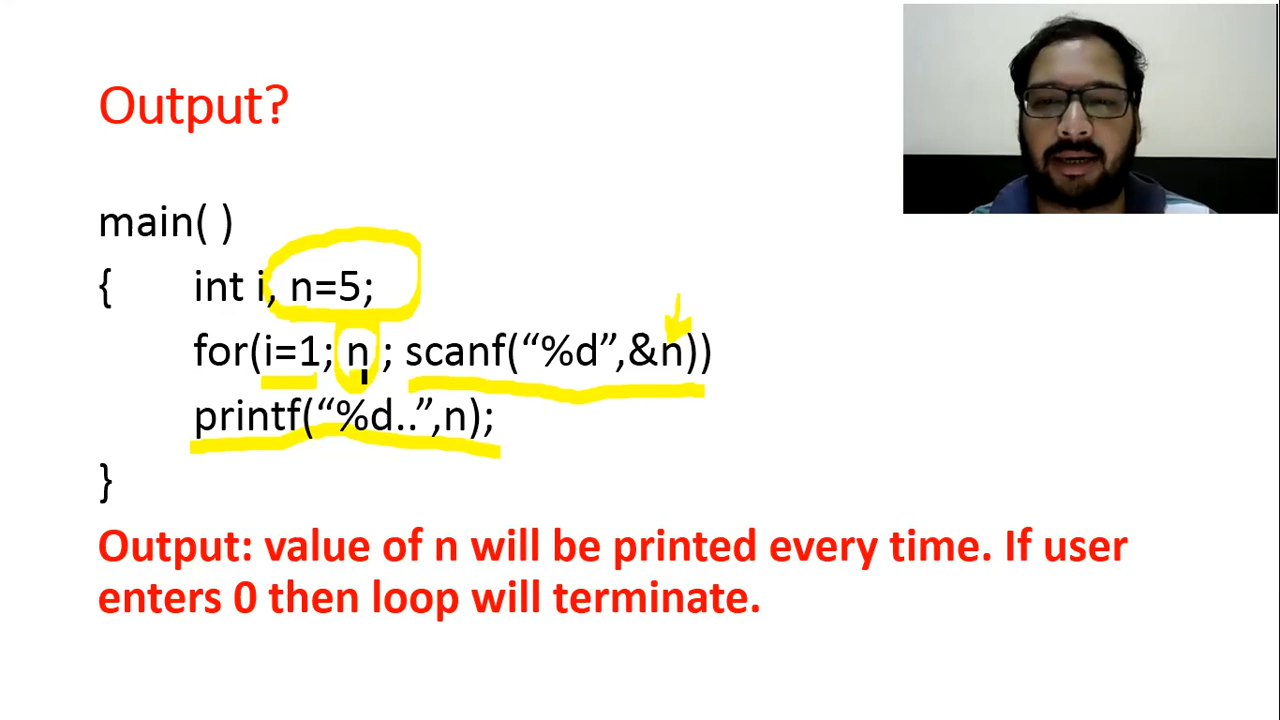 Output?
main( )
{ int i, n=5;
for(i=1; n ; scanf(“%d”,&n))
printf(“%d..”,n);
}
Output: value of n will be printed every time. If user
enters 0 then loop will terminate.